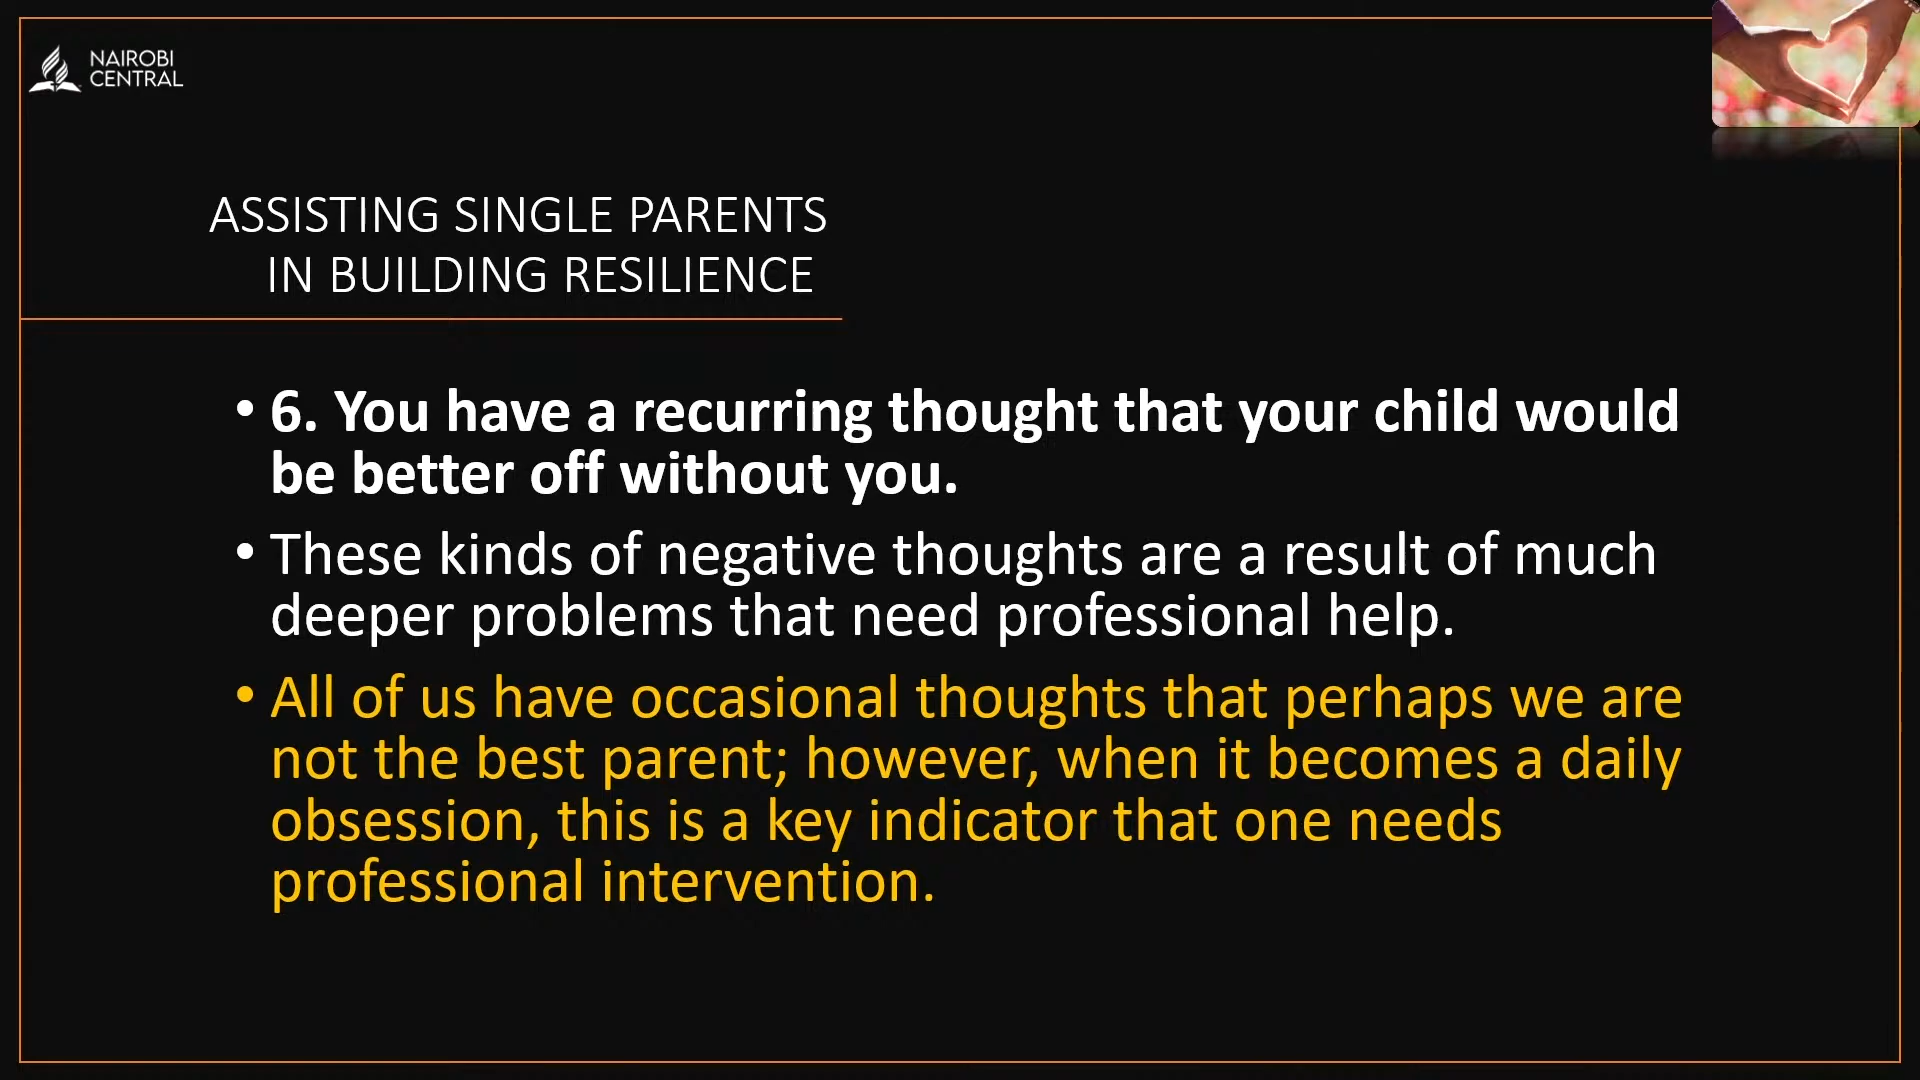 NAIROBI
CENTRAL
ASSISTING SINGLE PARENTS
IN BUILDING RESILIENCE
• 6. You have a recurring thought that your child would
be better off without you.
• These kinds of negative thoughts are a result of much
deeper problems that need professional help.
• All of us have occasional thoughts that perhaps we are
not the best parent; however, when it becomes a daily
obsession, this is a key indicator that one needs
professional intervention.